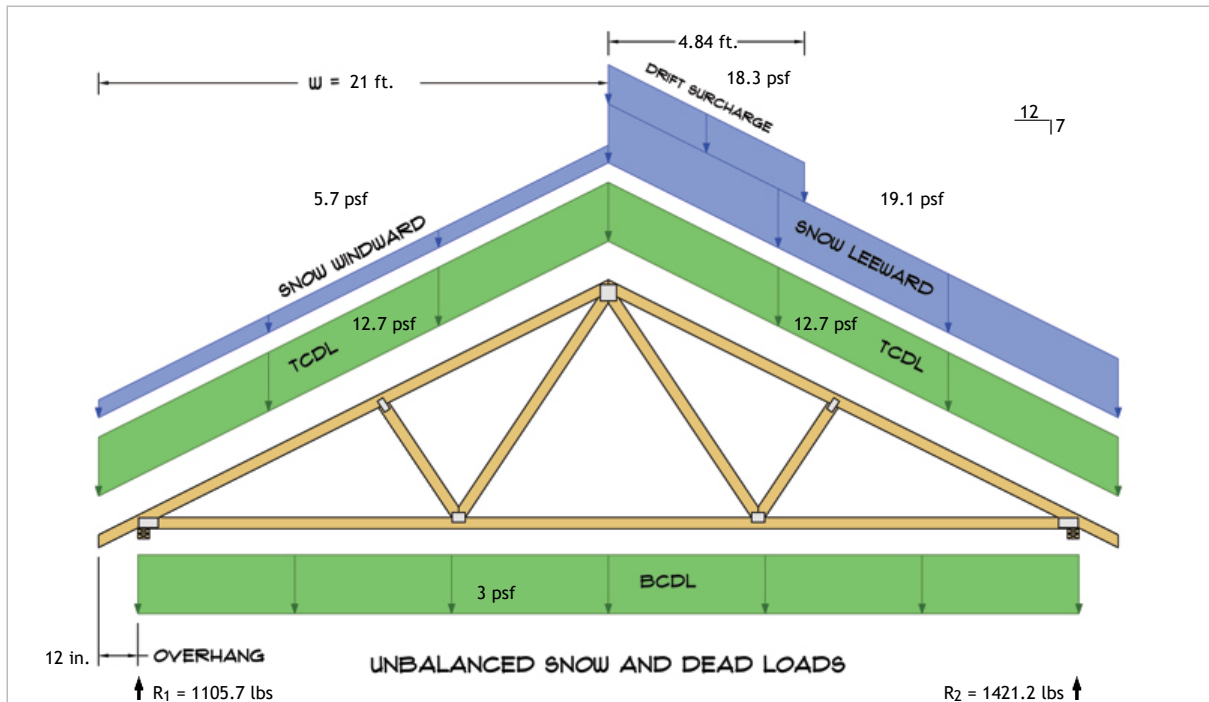 4.84 ft.
DRIFT SURCHARGE
18.3 psf
W = 21 ft.
12
7
5.7 psf
19.1 psf
SNOW WINDWARD
SNOW LEEWARD
12.7 psf
12.7 psf
TCDL
TCDL
3 psf
BCDL
12 in.
OVERHANG
UNBALANCED SNOW AND DEAD LOADS
R1 = 1105.7 lbs
R2 = 1421.2 lbs